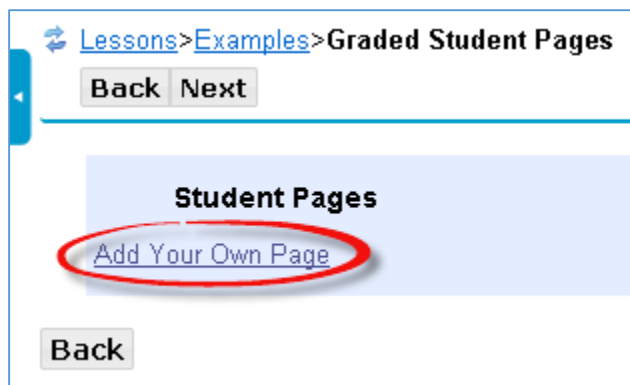 Lessons>Examples>Graded Student Pages
Back Next
Student Pages
Add Your Own Page
Back